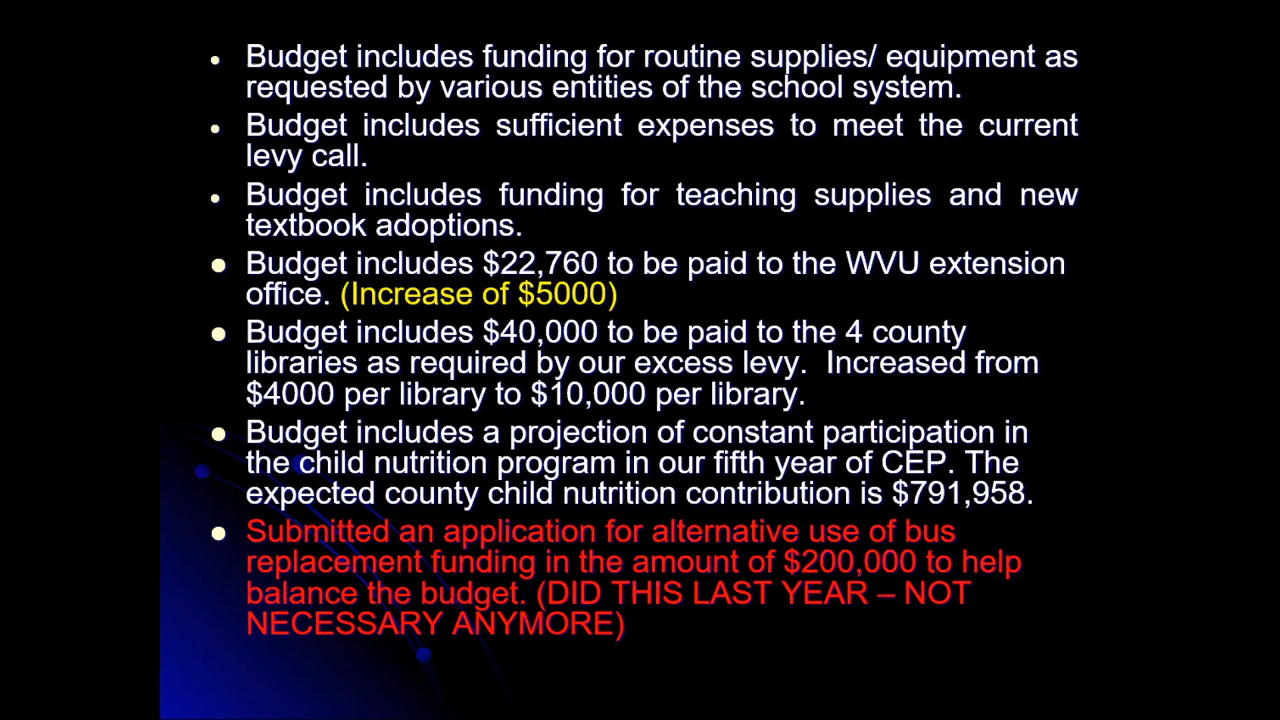 • Budget includes funding for routine supplies/ equipment as
requested by various entities of the school system.
• Budget includes sufficient expenses to meet the current
levy call.
• Budget includes funding for teaching supplies and new
textbook adoptions.
• Budget includes $22,760 to be paid to the WVU extension
office. (Increase of $5000)
• Budget includes $40,000 to be paid to the 4 county
libraries as required by our excess levy.  Increased from
$4000 per library to $10,000 per library.
• Budget includes a projection of constant participation in
the child nutrition program in our fifth year of CEP. The
expected county child nutrition contribution is $791,958.
• Submitted an application for alternative use of bus
replacement funding in the amount of $200,000 to help
balance the budget. (DID THIS LAST YEAR – NOT
NECESSARY ANYMORE)